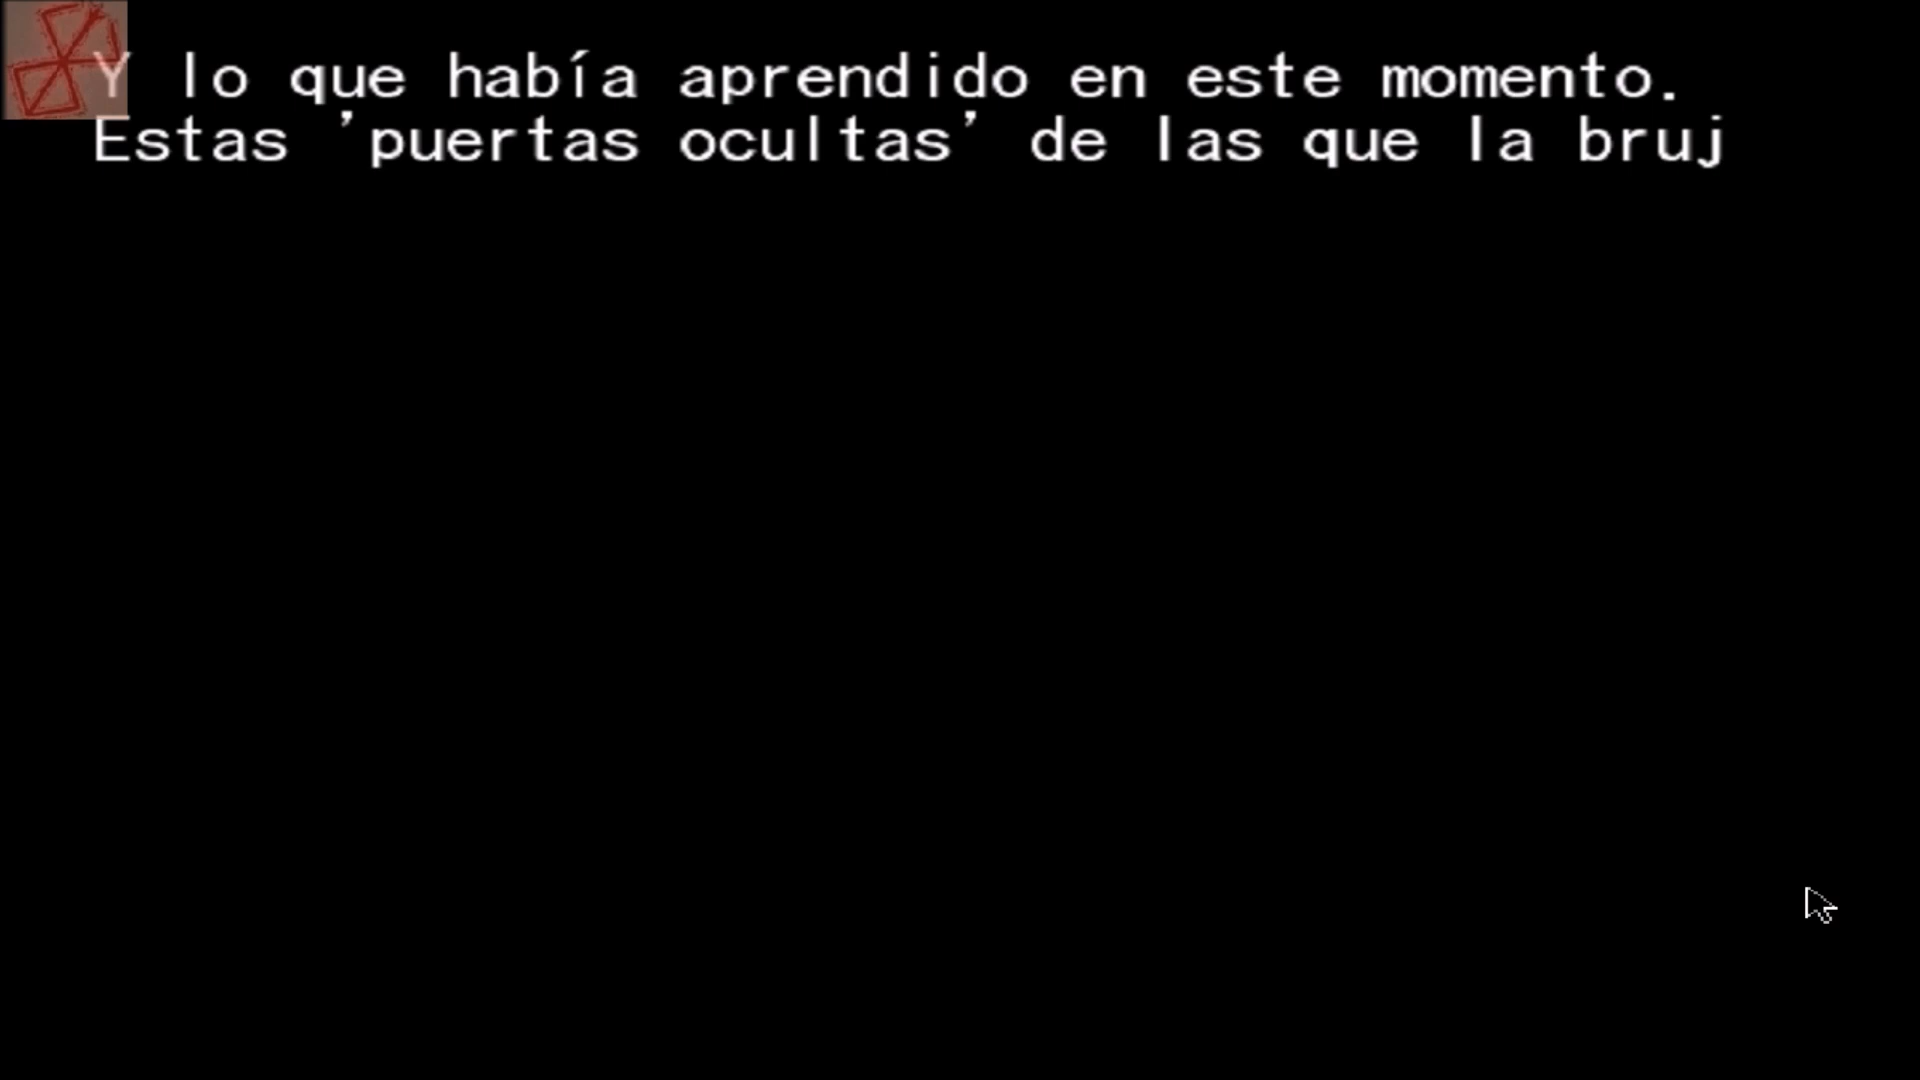 Y lo que había aprendido en este momento.
Estas 'puertas ocultas' de las que la bruj